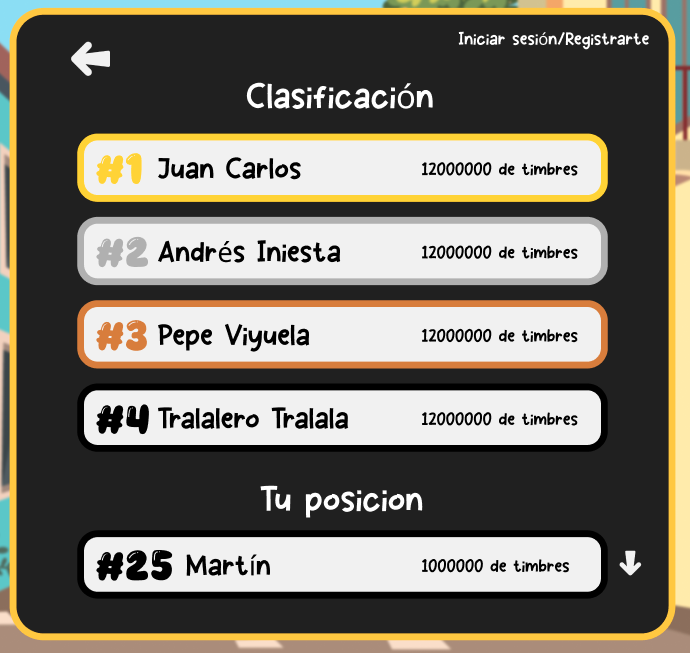 Iniciar sesión/Registrarte
Clasificación
#1 Juan Carlos 12000000 de timbres
#2 Andrés Iniesta 12000000 de timbres
#3 Pepe Viyuela 12000000 de timbres
#4 Tralalero Tralala 12000000 de timbres
Tu posicion
#25 Martín 1000000 de timbres